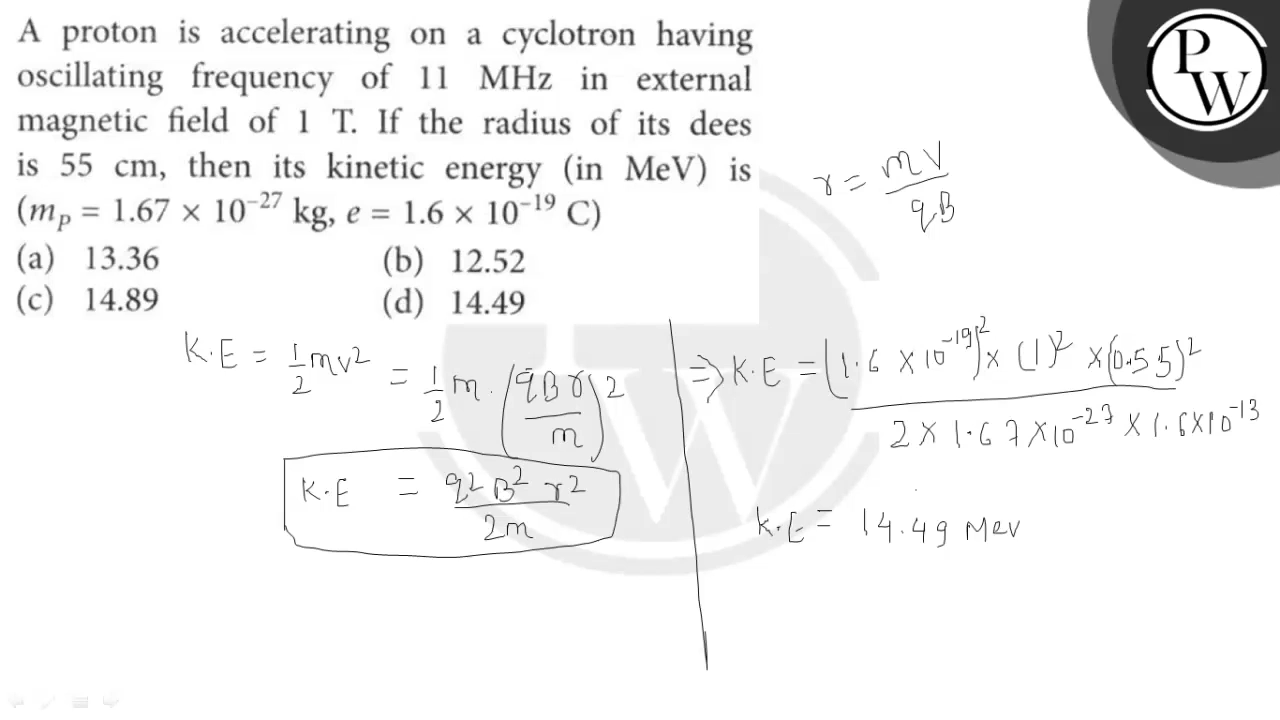 A proton is accelerating on a cyclotron having
oscillating frequency of 11 MHz in external
magnetic field of 1 T. If the radius of its dees
is 55 cm, then its kinetic energy (in MeV) is
(mₚ = 1.67 × 10⁻²⁷ kg, e = 1.6 × 10⁻¹⁹ C)
(a) 13.36 (b) 12.52
(c) 14.89 (d) 14.49
PW
r = mv/qB
K.E = 1/2 mv² = 1/2 m. (qBr/m)²
K.E = q² B² r²/2m
⇒ K.E = (1.6 × 10⁻¹⁹)² × (1)² × (0.55)²/2 × 1.67 × 10⁻²⁷ × 1.6 × 10⁻¹³
K.E = 14.49 Mev